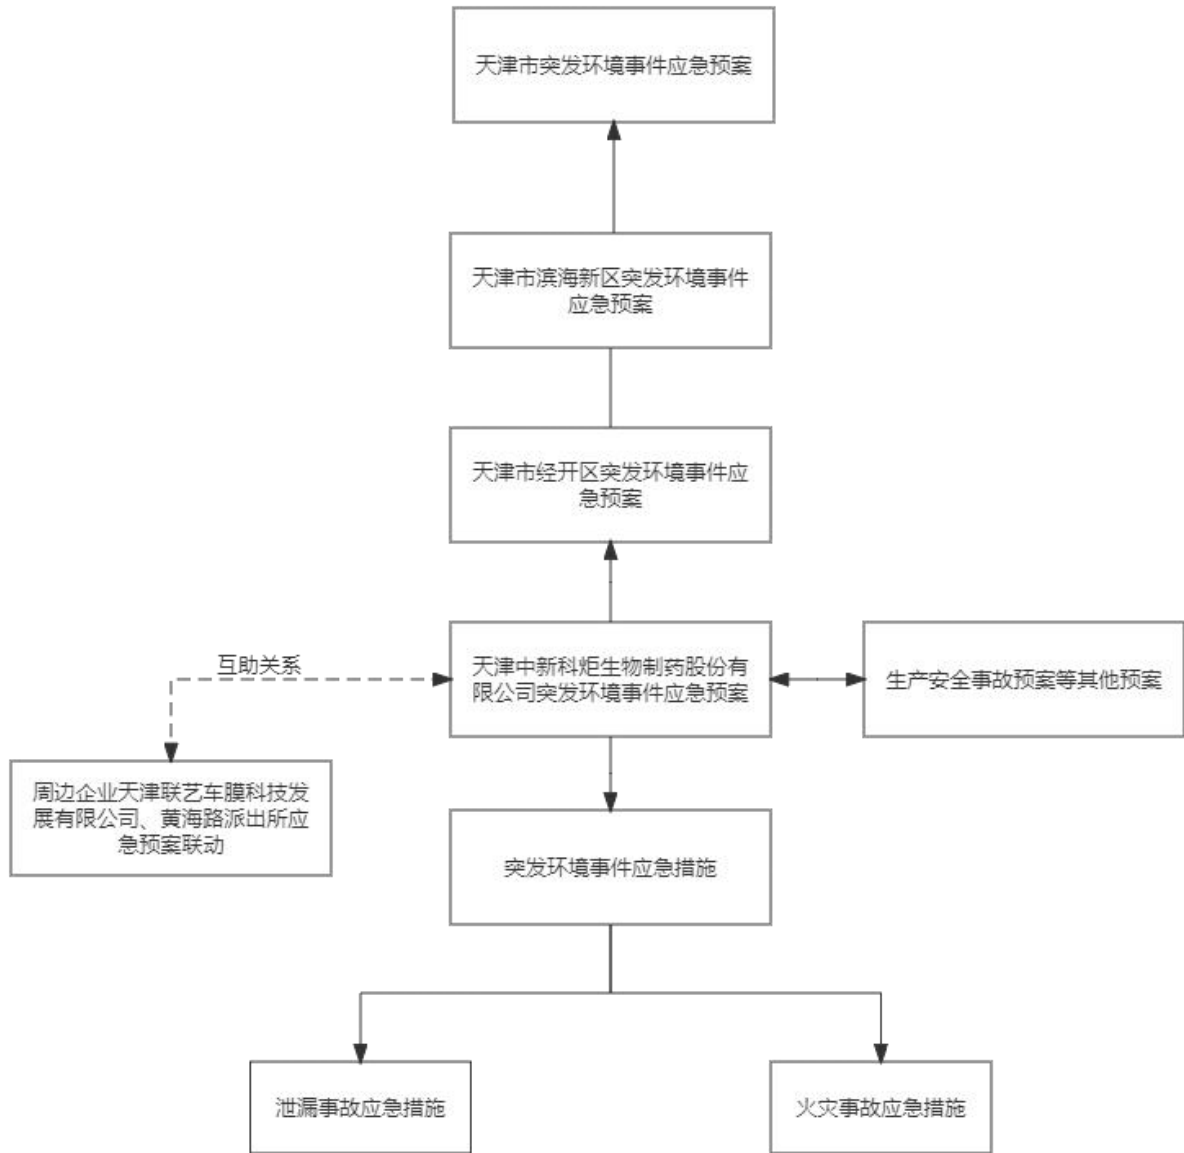 天津市突发环境事件应急预案
天津市滨海新区突发环境事件
应急预案
天津市经开区突发环境事件应
急预案
互助关系
天津中新科炬生物制药股份有
限公司突发环境事件应急预案
生产安全事故预案等其他预案
周边企业天津联艺车膜科技发
展有限公司、黄海路派出所应
急预案联动
突发环境事件应急措施
泄漏事故应急措施
火灾事故应急措施